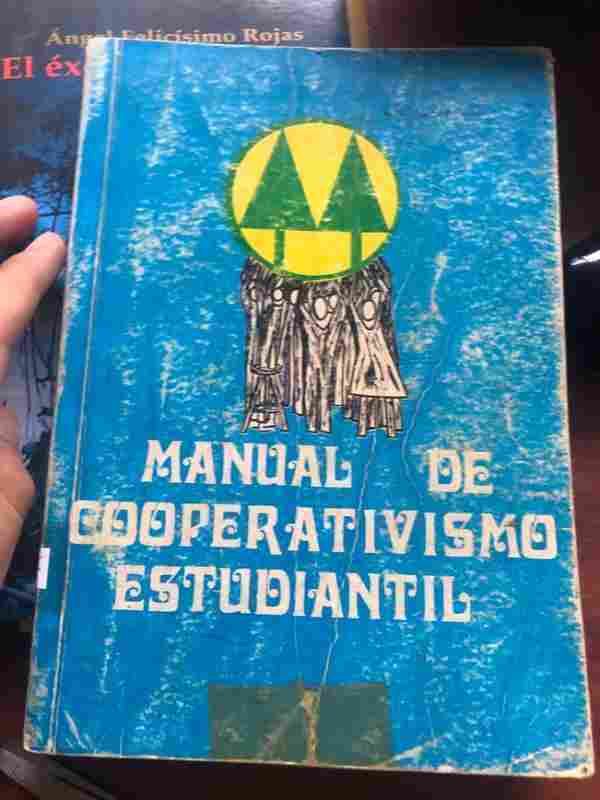 Ángel Felicísimo Rojas
El éx
MANUAL DE
COOPERATIVISMO
ESTUDIANTIL